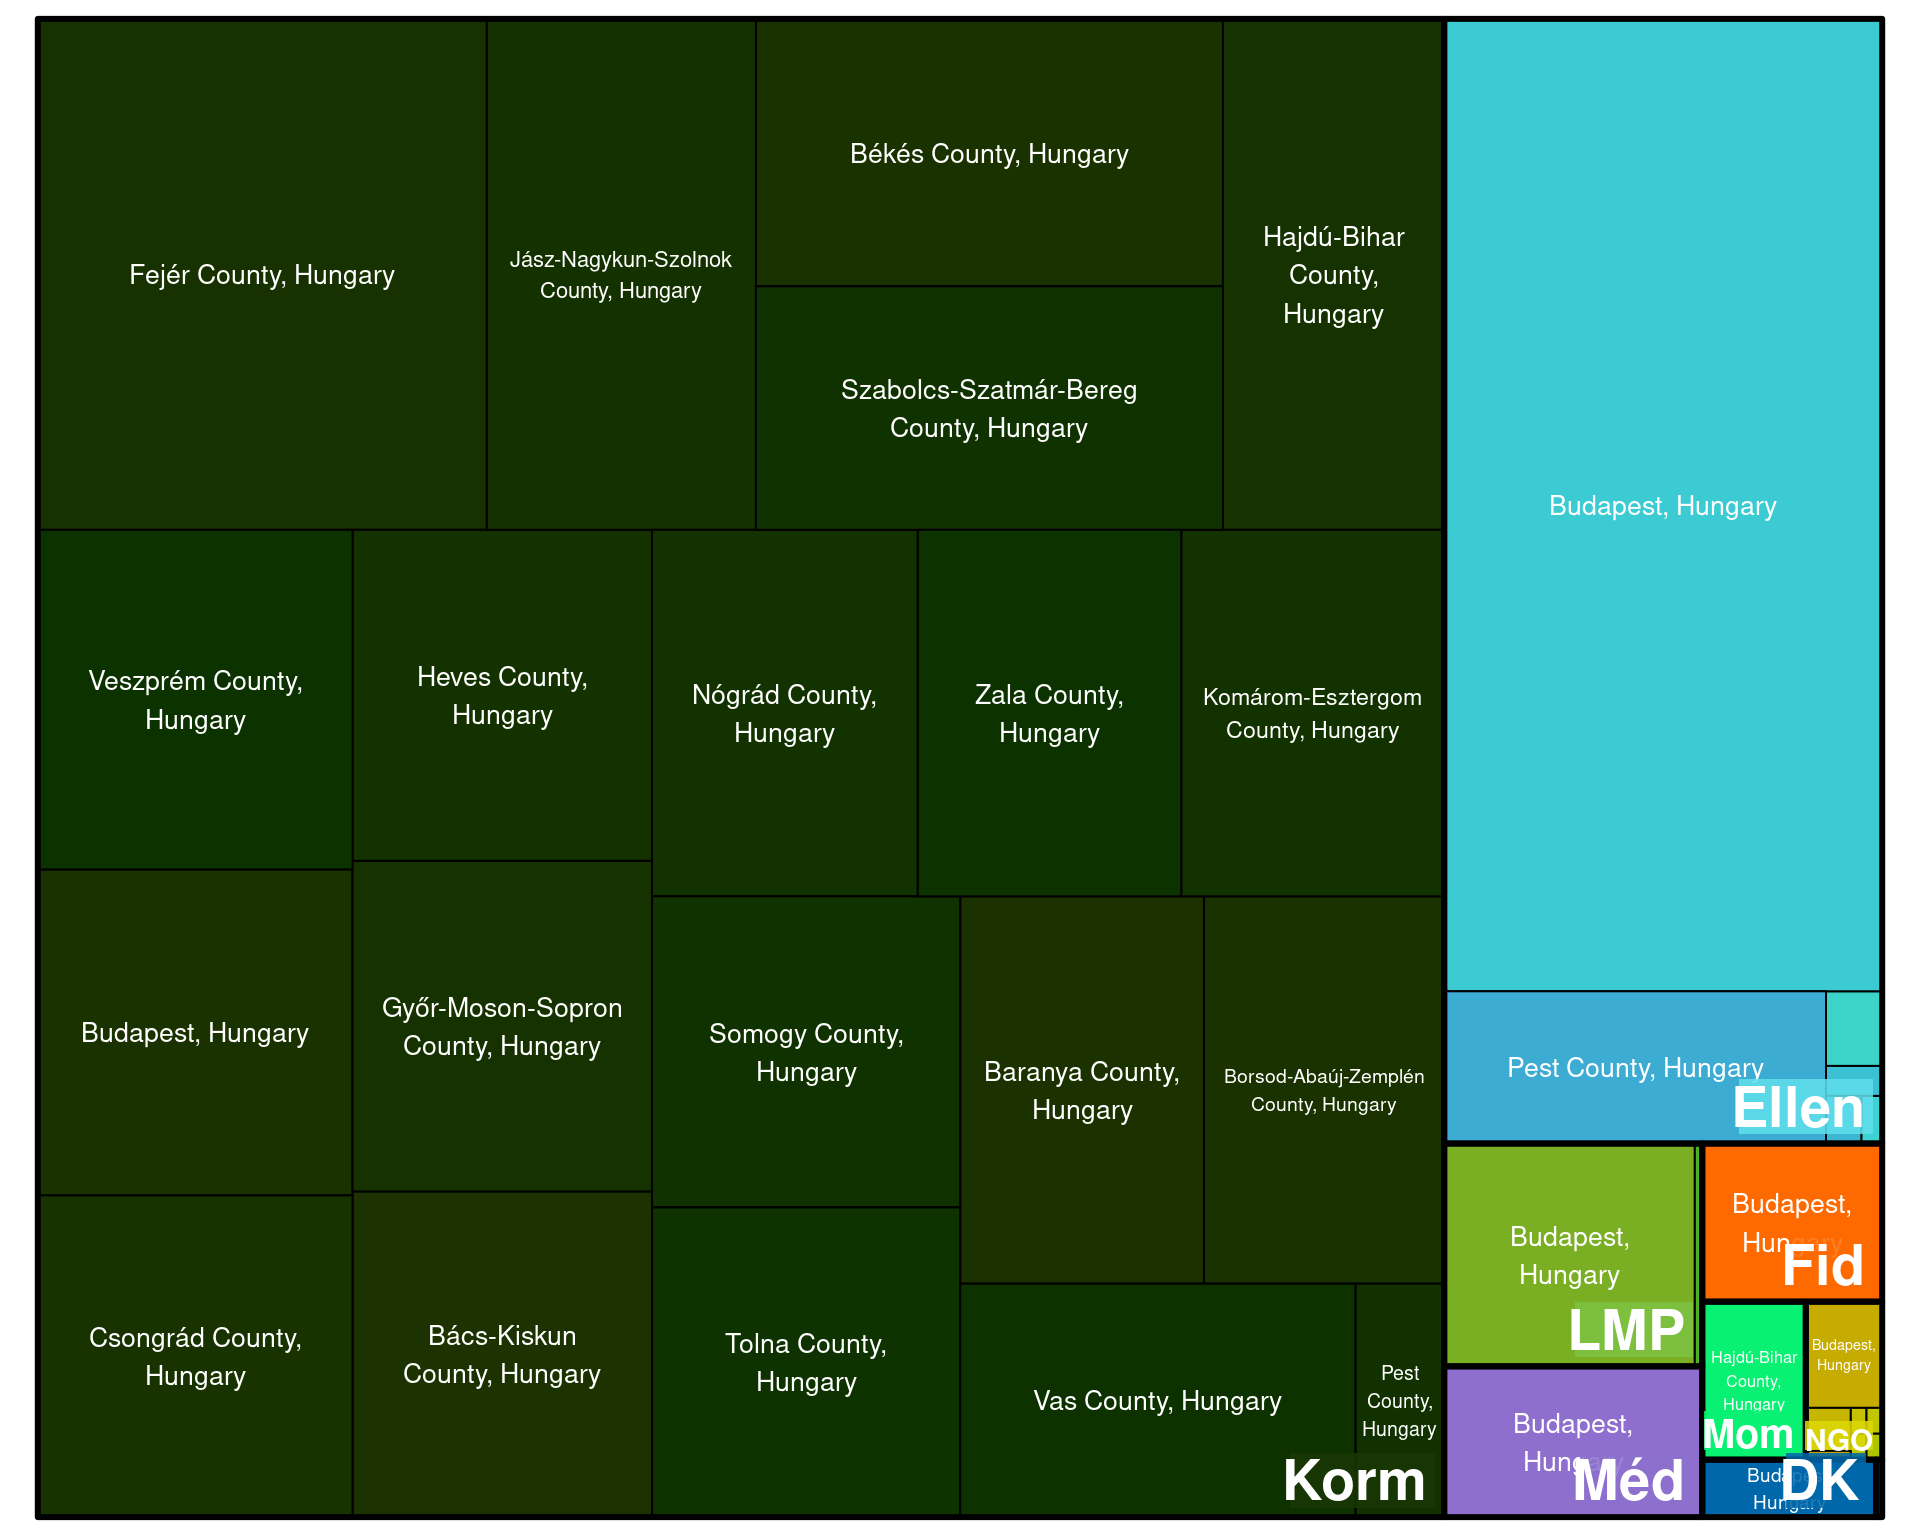 Fejér County, Hungary
Jász-Nagykun-Szolnok
County, Hungary
Békés County, Hungary
Szabolcs-Szatmár-Bereg
County, Hungary
Hajdú-Bihar
County,
Hungary
Veszprém County,
Hungary
Heves County,
Hungary
Nógrád County,
Hungary
Zala County,
Hungary
Komárom-Esztergom
County, Hungary
Budapest, Hungary
Győr-Moson-Sopron
County, Hungary
Somogy County,
Hungary
Baranya County,
Hungary
Borsod-Abaúj-Zemplén
County, Hungary
Csongrád County,
Hungary
Bács-Kiskun
County, Hungary
Tolna County,
Hungary
Vas County, Hungary
Pest
County,
Hungary
Korm
Budapest, Hungary
Pest County, Hungary
Ellen
Budapest,
Hungary
LMP
Budapest,
Hungary
Fid
Budapest,
Hungary
Méd
Hajdú-Bihar
County,
Hungary
Mom
Budapest,
Hungary
NGO
Budapest,
Hungary
DK